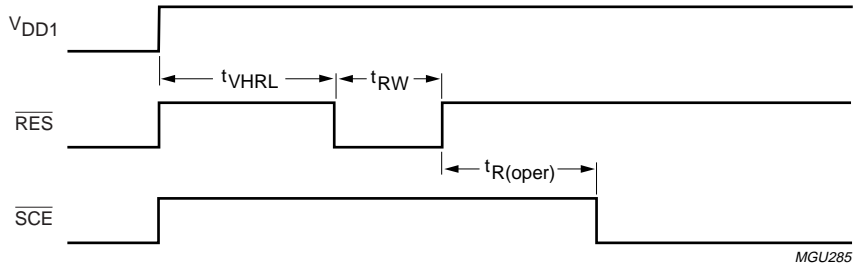 VDD1
tVHRL tRW
RES
tR(oper)
SCE
MGU285